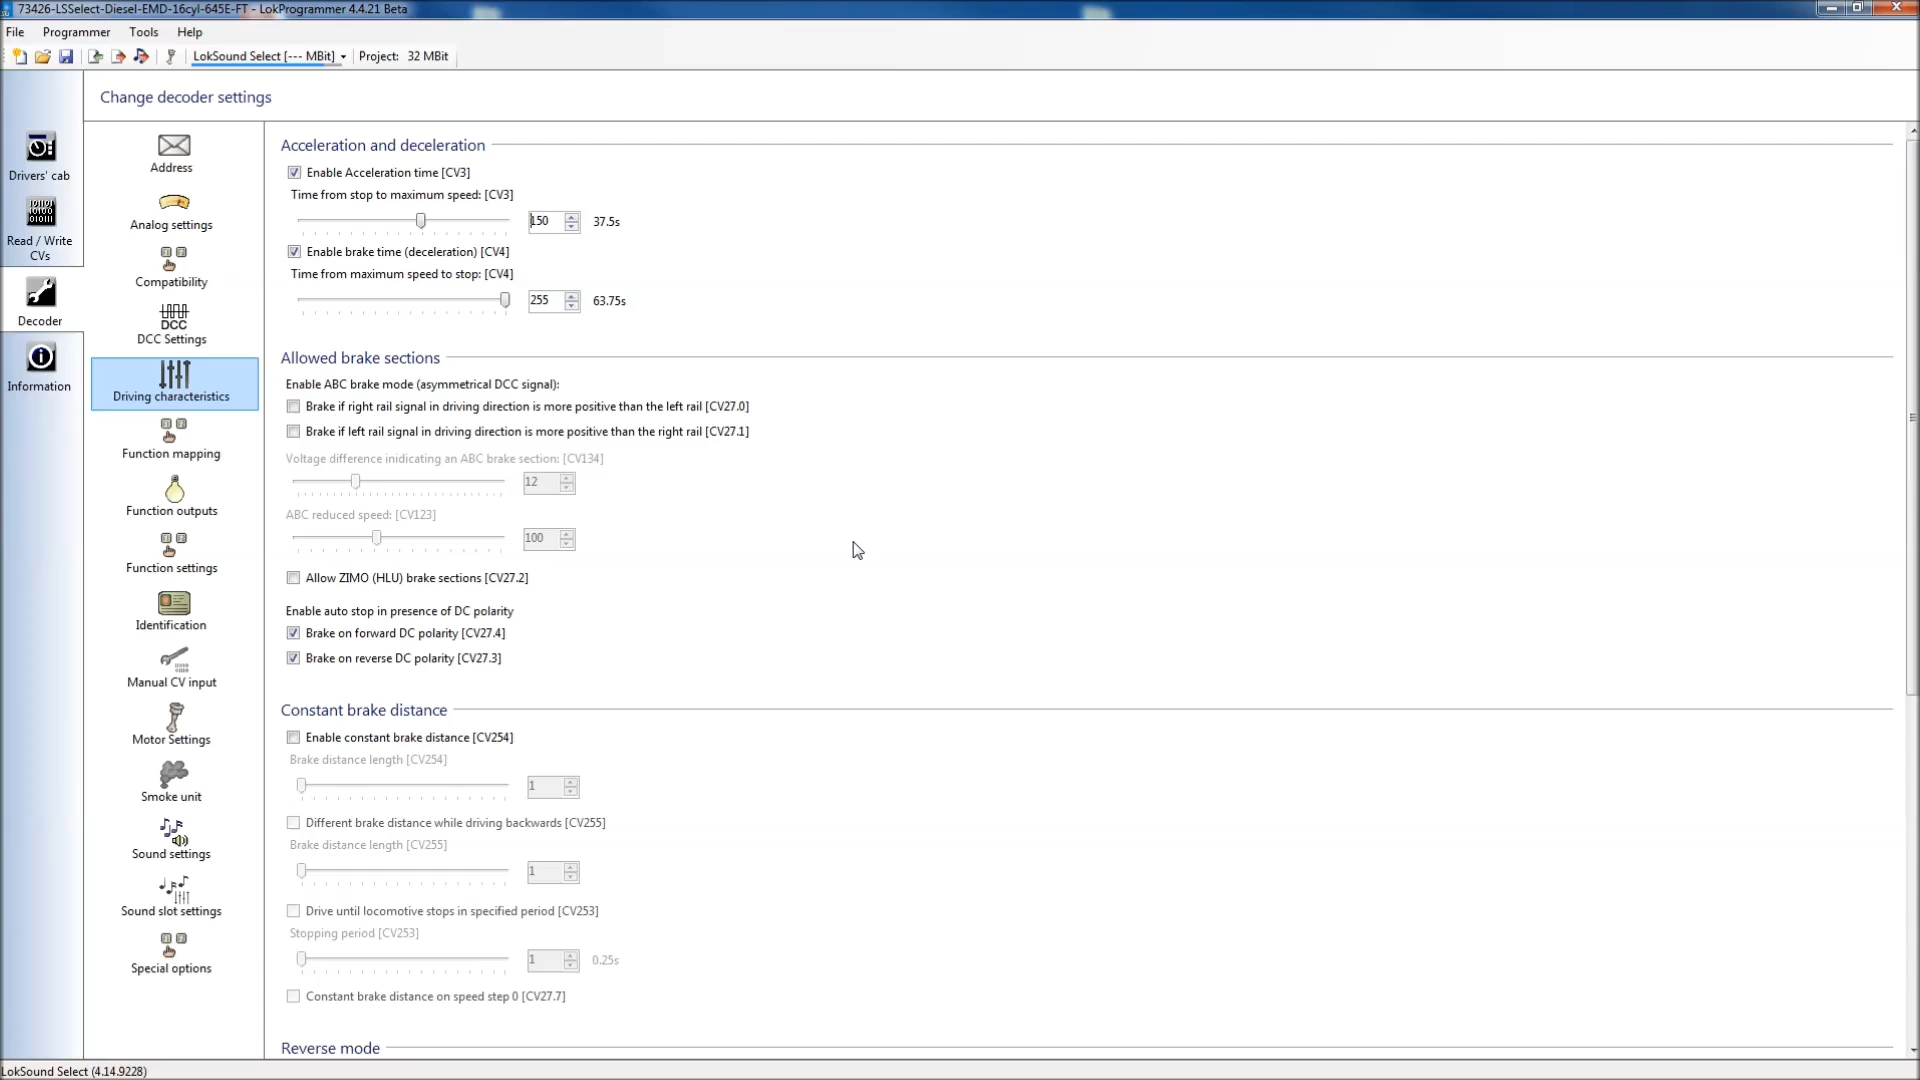 73426-LSSelect-Diesel-EMD-16cyl-645E-FT - LokProgrammer 4.4.21 Beta
File Programmer Tools Help
LokSound Select [--- MBit] Project: 32 MBit
Change decoder settings
Drivers' cab
Read / Write
CVs
Decoder
Information
Address
Analog settings
Compatibility
DCC
DCC Settings
Driving characteristics
Function mapping
Function outputs
Function settings
Identification
Manual CV input
Motor Settings
Smoke unit
Sound settings
Sound slot settings
Special options
Acceleration and deceleration
Enable Acceleration time [CV3]
Time from stop to maximum speed: [CV3]
150 37.5s
Enable brake time (deceleration) [CV4]
Time from maximum speed to stop: [CV4]
255 63.75s
Allowed brake sections
Enable ABC brake mode (asymmetrical DCC signal):
Brake if right rail signal in driving direction is more positive than the left rail [CV27.0]
Brake if left rail signal in driving direction is more positive than the right rail [CV27.1]
Voltage difference inidicating an ABC brake section: [CV134]
12
ABC reduced speed: [CV123]
100
Allow ZIMO (HLU) brake sections [CV27.2]
Enable auto stop in presence of DC polarity
Brake on forward DC polarity [CV27.4]
Brake on reverse DC polarity [CV27.3]
Constant brake distance
Enable constant brake distance [CV254]
Brake distance length [CV254]
1
Different brake distance while driving backwards [CV255]
Brake distance length [CV255]
1
Drive until locomotive stops in specified period [CV253]
Stopping period [CV253]
1 0.25s
Constant brake distance on speed step 0 [CV27.7]
Reverse mode
LokSound Select (4.14.9228)